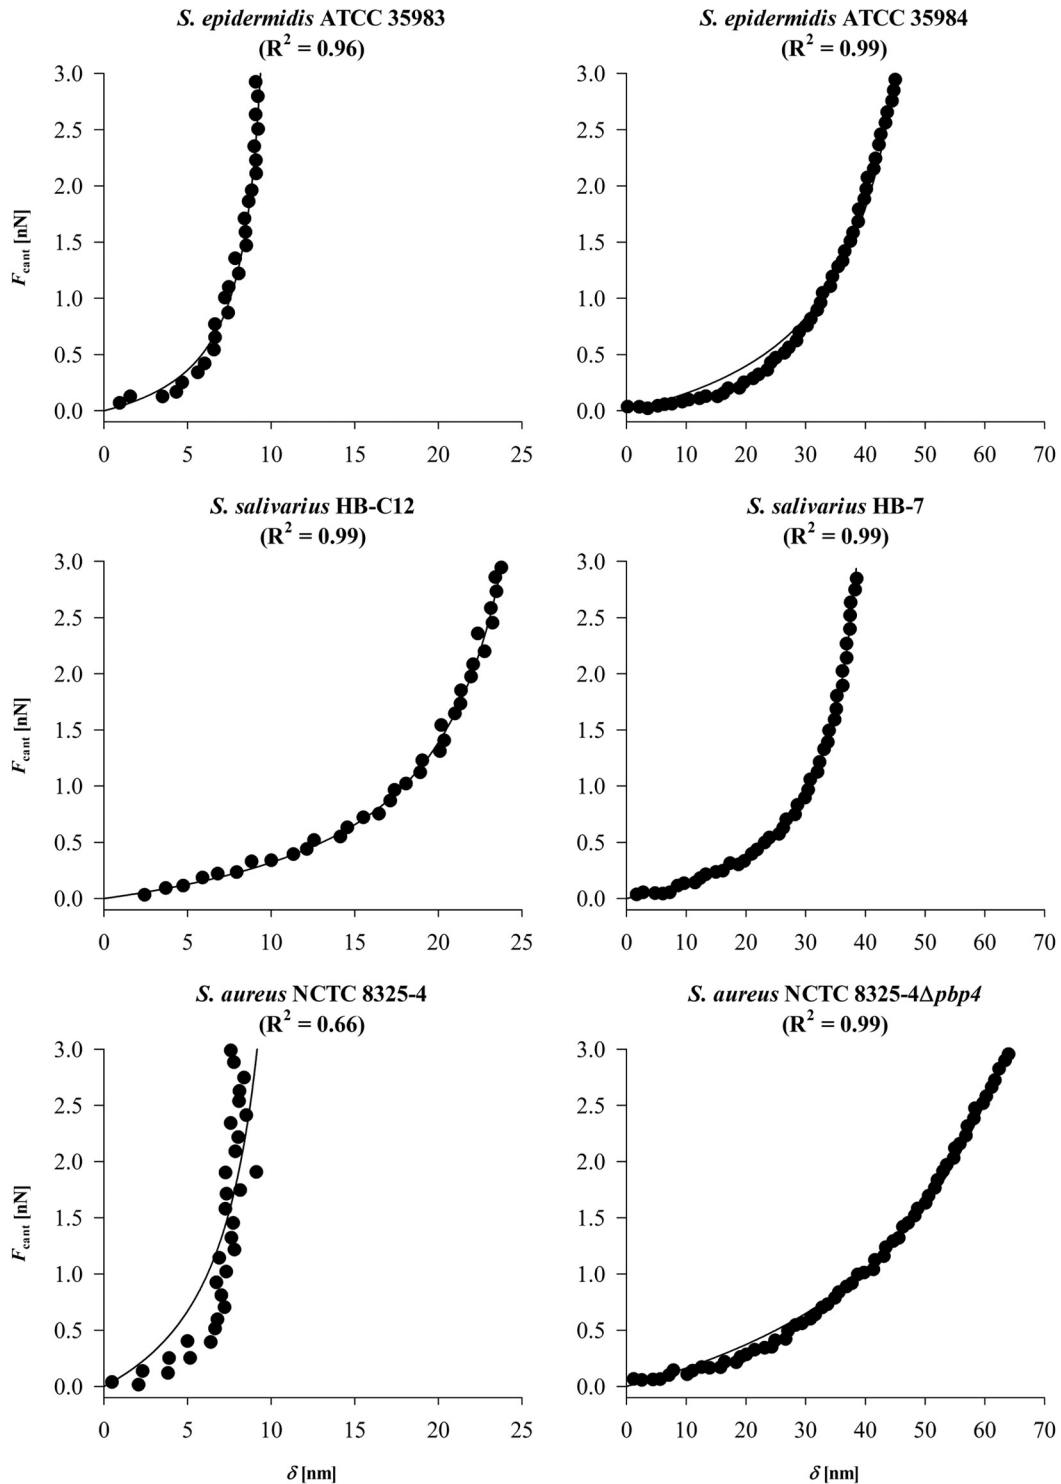 S. epidermidis ATCC 35983
(R² = 0.96)
3.0
2.5
2.0
1.5
1.0
0.5
0.0
F_cant [nN]
0 5 10 15 20 25
S. epidermidis ATCC 35984
(R² = 0.99)
3.0
2.5
2.0
1.5
1.0
0.5
0.0
0 10 20 30 40 50 60 70
S. salivarius HB-C12
(R² = 0.99)
3.0
2.5
2.0
1.5
1.0
0.5
0.0
F_cant [nN]
0 5 10 15 20 25
S. salivarius HB-7
(R² = 0.99)
3.0
2.5
2.0
1.5
1.0
0.5
0.0
0 10 20 30 40 50 60 70
S. aureus NCTC 8325-4
(R² = 0.66)
3.0
2.5
2.0
1.5
1.0
0.5
0.0
F_cant [nN]
0 5 10 15 20 25
δ [nm]
S. aureus NCTC 8325-4Δpbp4
(R² = 0.99)
3.0
2.5
2.0
1.5
1.0
0.5
0.0
0 10 20 30 40 50 60 70
δ [nm]